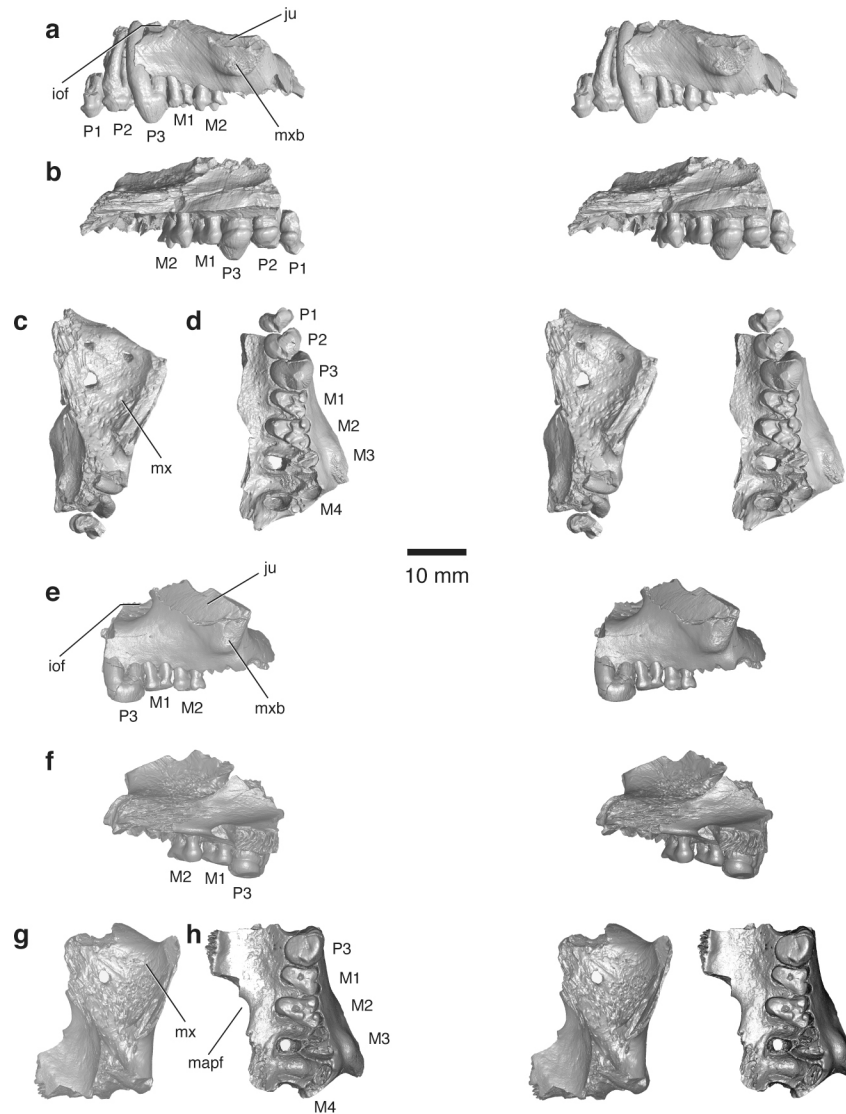 a
ju
iof
mxb
P1 P2 P3 M1 M2
b
M2 M1 P3 P2 P1
c
d
P1
P2
P3
M1
M2
M3
M4
mx
10 mm
e
ju
iof
mxb
P3 M1 M2
f
M2 M1 P3
g
h
P3
M1
M2
M3
M4
mx
mapf